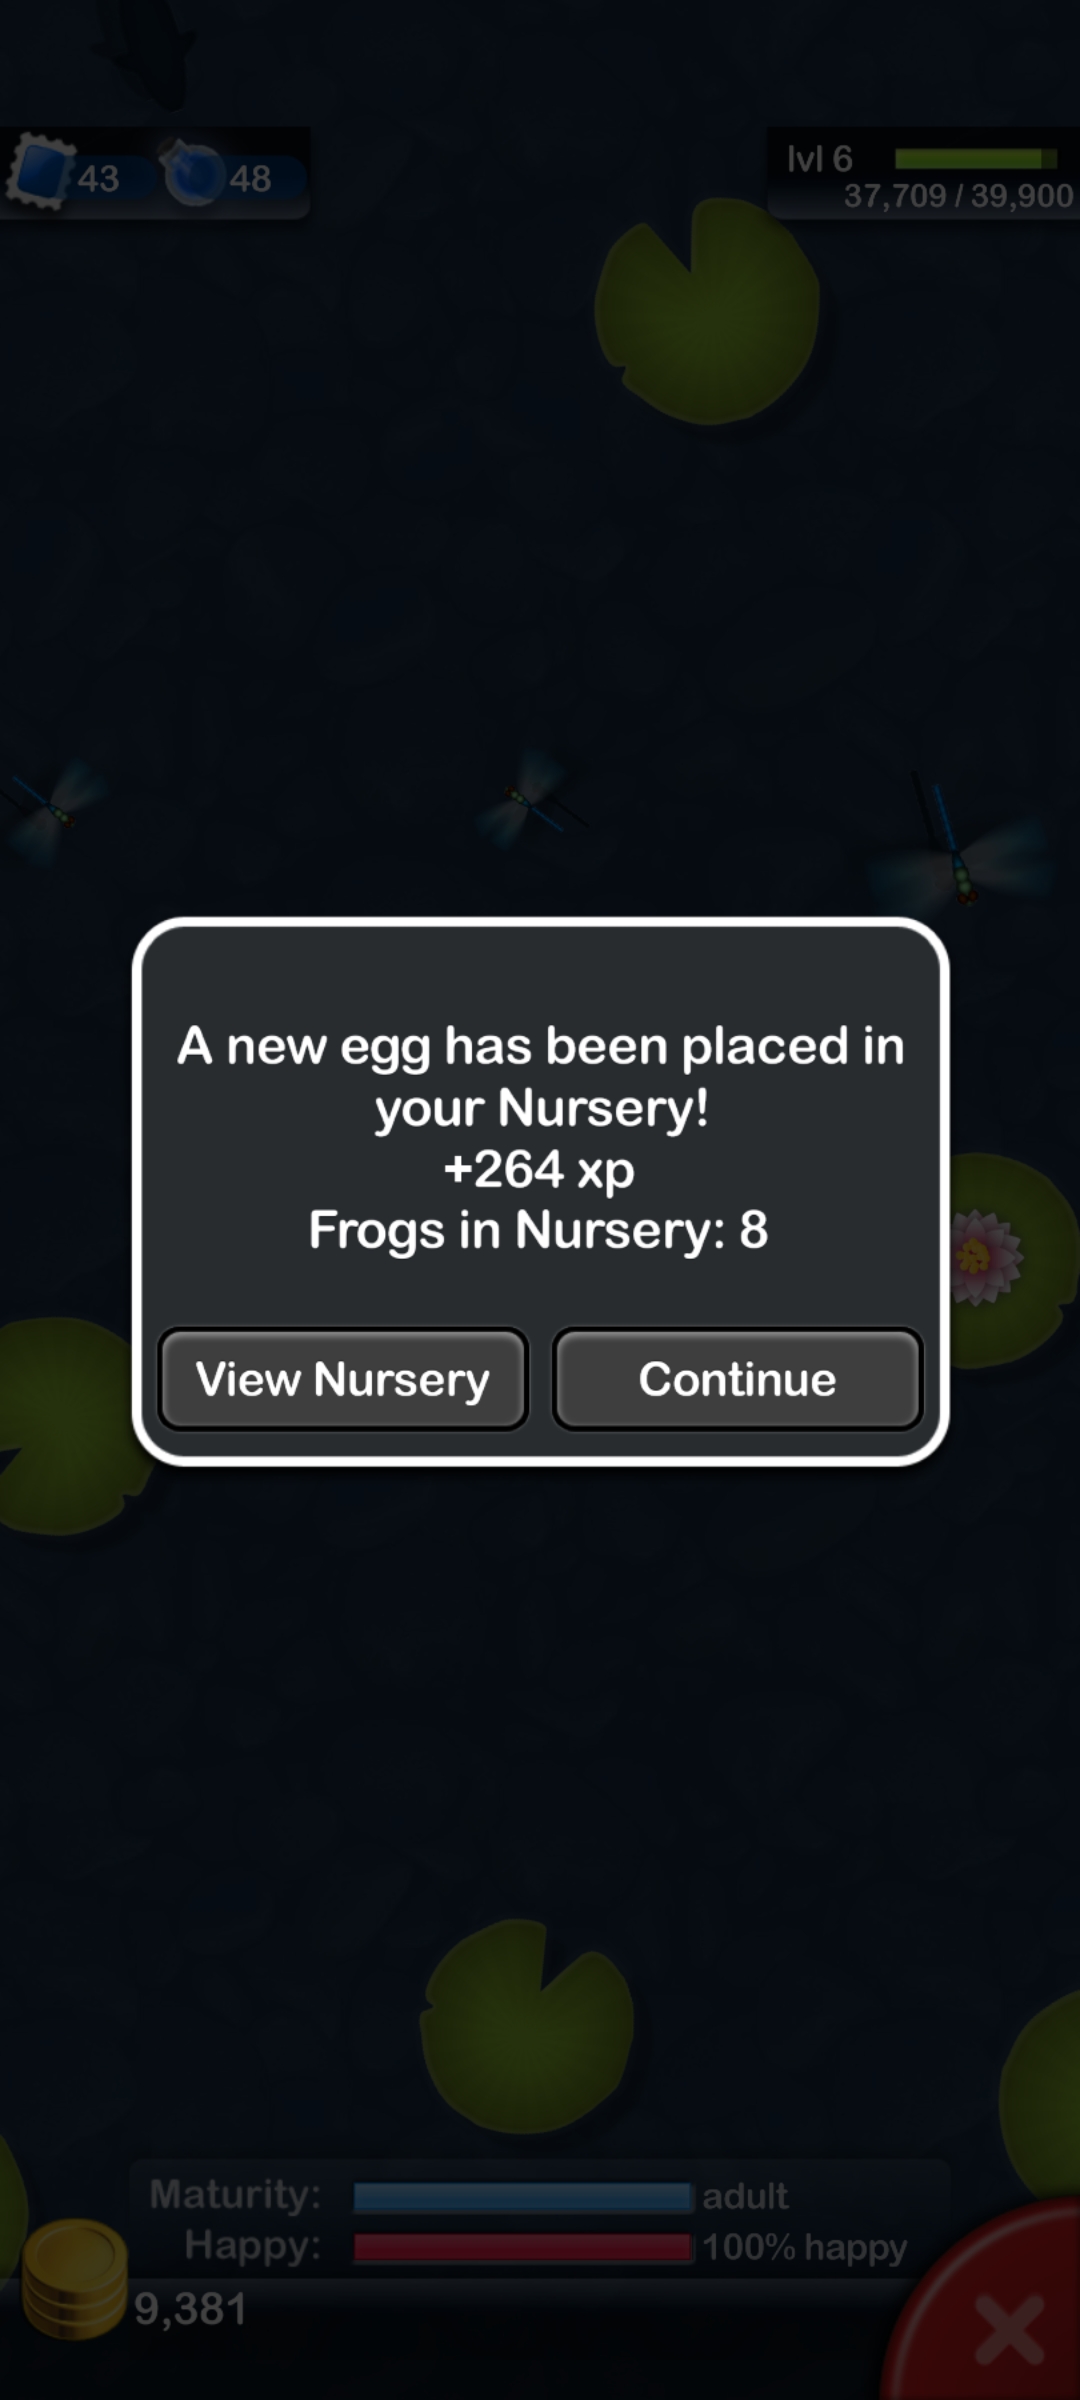 43 48 lvl 6
37,709 / 39,900
A new egg has been placed in
your Nursery!
+264 xp
Frogs in Nursery: 8
View Nursery Continue
Maturity: adult
Happy: 100% happy
9,381